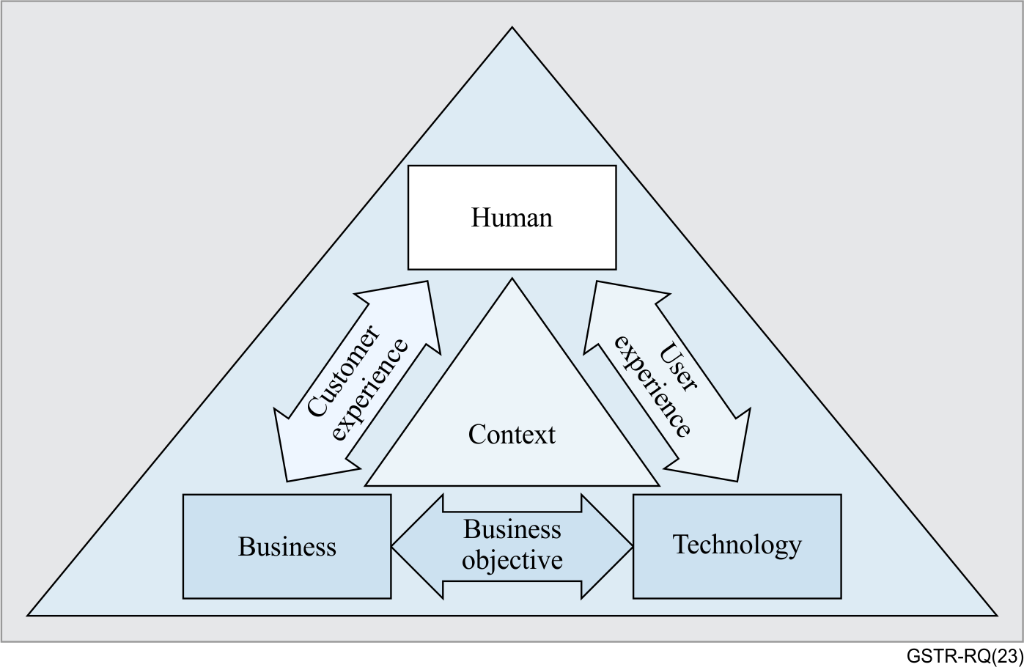 Human
Customer
experience
User
experience
Context
Business
Business
objective
Technology
GSTR-RQ(23)